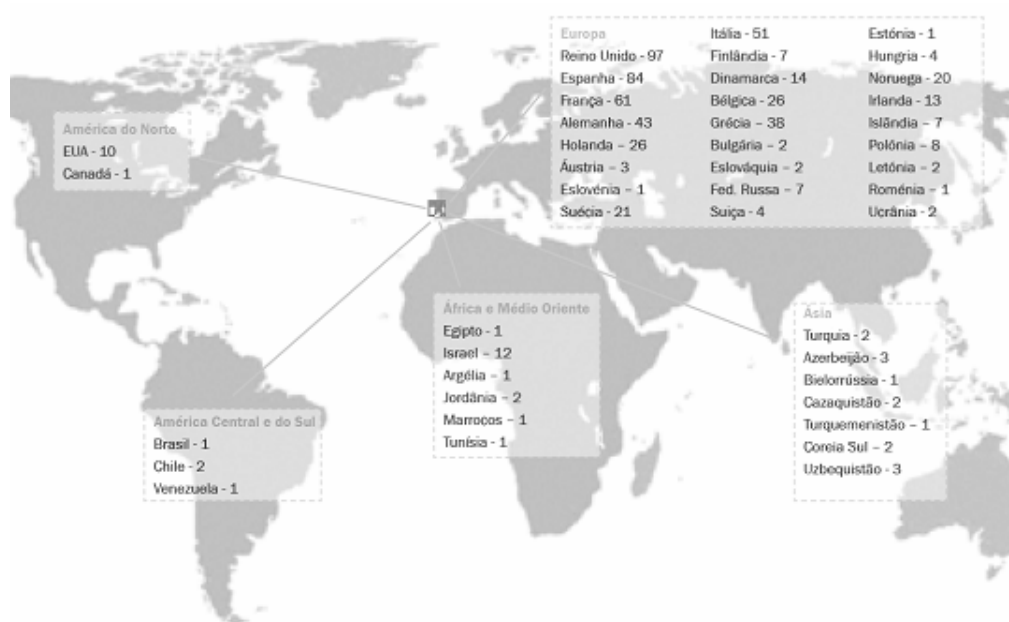 Europa
Reino Unido - 97
Espanha - 84
França - 61
Alemanha - 43
Holanda - 26
Áustria – 3
Eslovénia – 1
Suécia - 21
Itália - 51
Finlândia - 7
Dinamarca - 14
Bélgica - 26
Grécia – 38
Bulgária – 2
Eslováquia – 2
Fed. Russa – 7
Suiça - 4
Estónia - 1
Hungria - 4
Noruega - 20
Irlanda - 13
Islândia – 7
Polónia – 8
Letónia – 2
Roménia – 1
Ucrânia - 2
América do Norte
EUA - 10
Canadá - 1
África e Médio Oriente
Egipto - 1
Israel – 12
Argélia – 1
Jordânia – 2
Marrocos – 1
Tunísia - 1
Ásia
Turquia - 2
Azerbeijão - 3
Bielorrússia - 1
Cazaquistão - 2
Turquemenistão – 1
Coreia Sul – 2
Uzbequistão - 3
América Central e do Sul
Brasil - 1
Chile - 2
Venezuela - 1